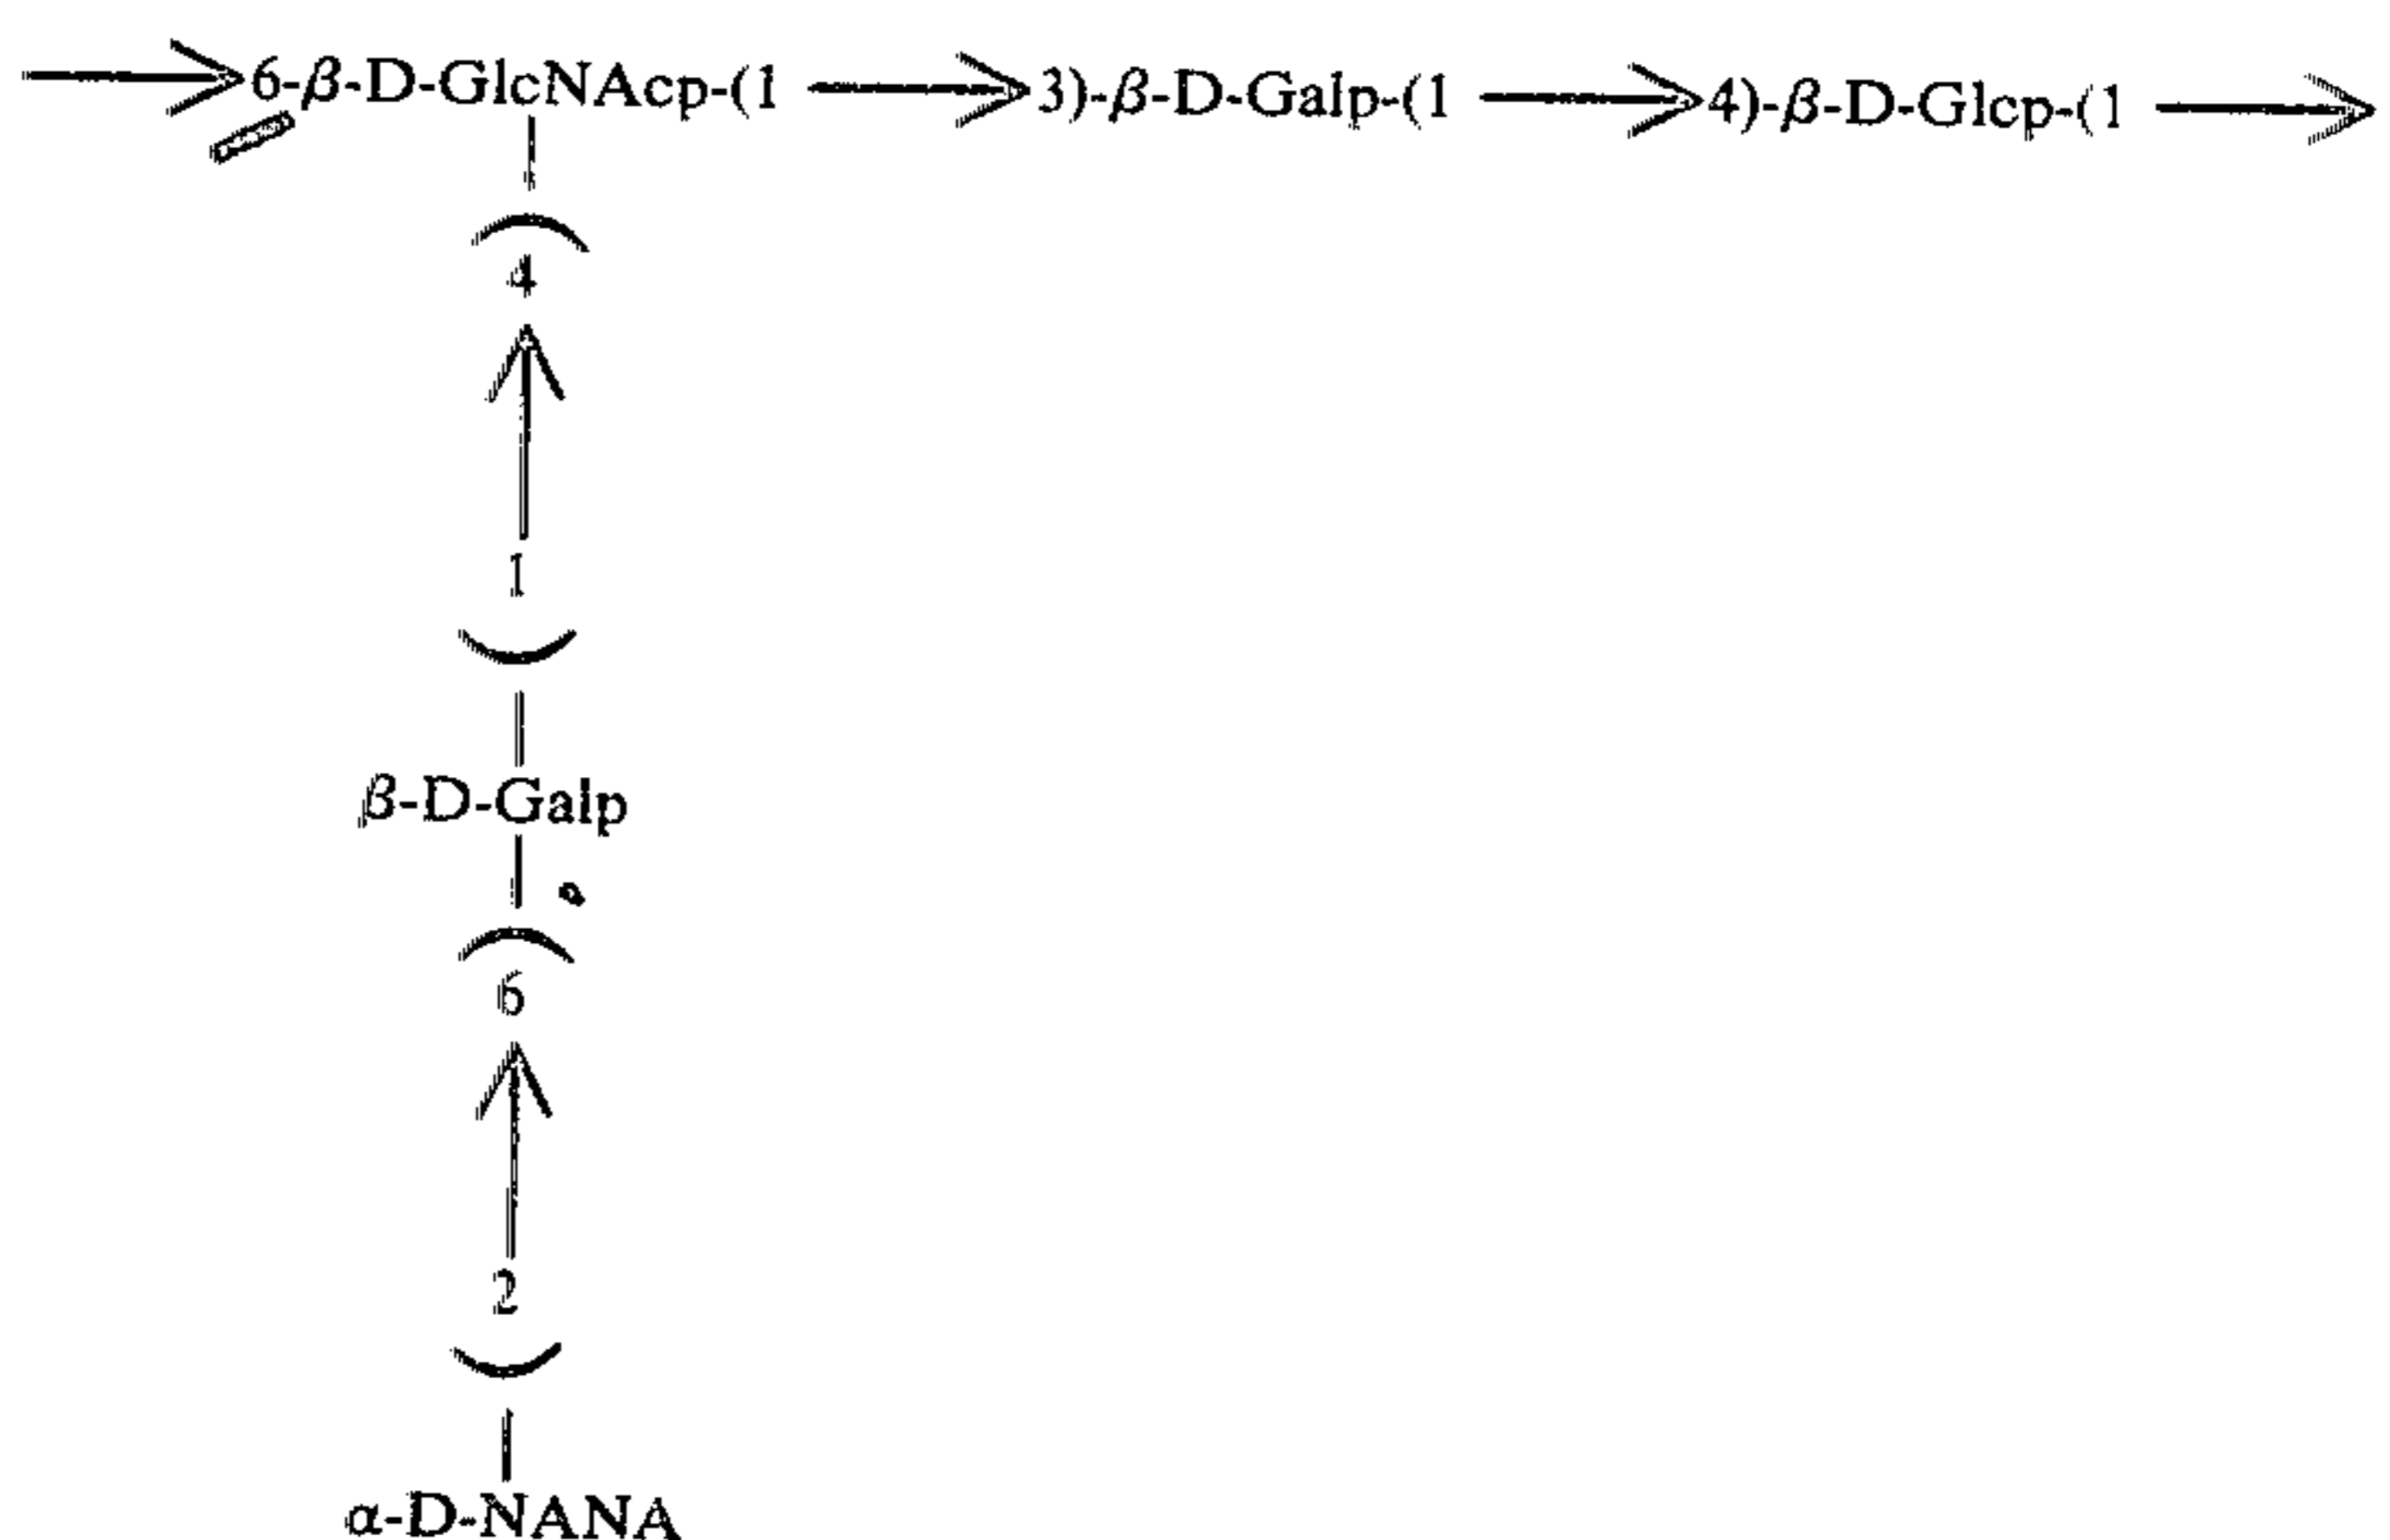 6-β-D-GlcNAcp-(1 → 3)-β-D-Galp-(1 → 4)-β-D-Glcp-(1 →
(
4
1
)
β-D-Galp
(
6
2
)
α-D-NANA